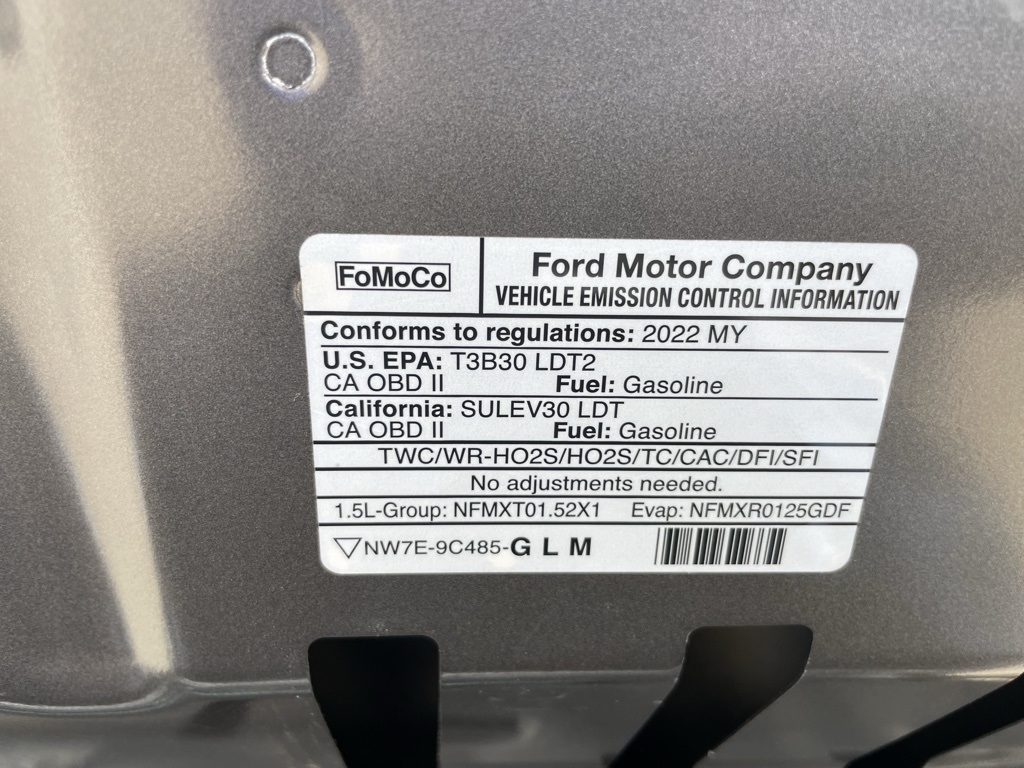 FoMoCo
Ford Motor Company
VEHICLE EMISSION CONTROL INFORMATION
Conforms to regulations: 2022 MY
U.S. EPA: T3B30 LDT2
CA OBD II Fuel: Gasoline
California: SULEV30 LDT
CA OBD II Fuel: Gasoline
TWC/WR-HO2S/HO2S/TC/CAC/DFI/SFI
No adjustments needed.
1.5L-Group: NFMXT01.52X1 Evap: NFMXR0125GDF
NW7E-9C485-G L M